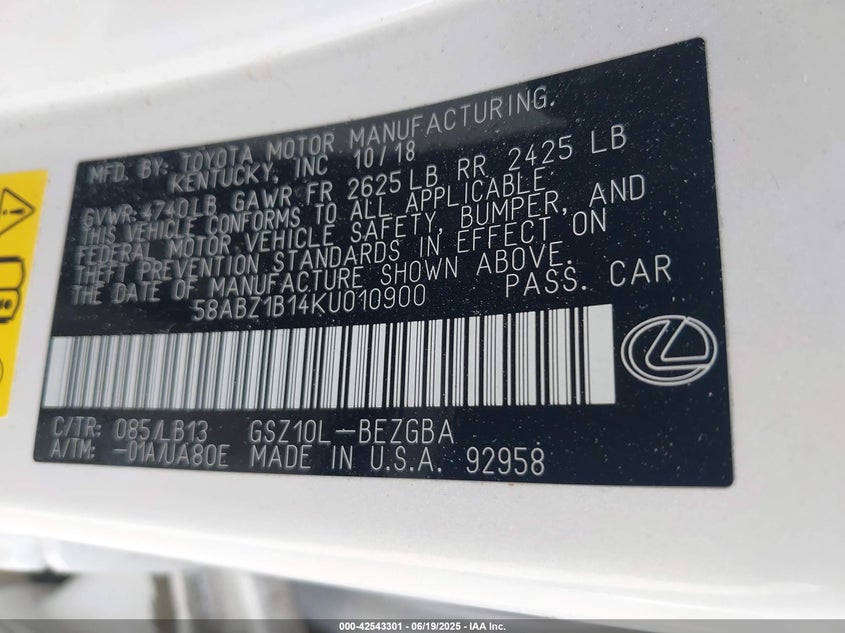 MFD. BY: TOYOTA MOTOR MANUFACTURING.
KENTUCKY, INC 10/18
GVWR: 4740LB GAWR FR 2625LB RR 2425 LB
THIS VEHICLE CONFORMS TO ALL APPLICABLE
FEDERAL MOTOR VEHICLE SAFETY, BUMPER, AND
THEFT PREVENTION STANDARDS IN EFFECT ON
THE DATE OF MANUFACTURE SHOWN ABOVE.
58ABZ1B14KU010900 PASS. CAR
C/TR: 085/LB13 GSZ10L-BEZGBA
A/TM: -01A/UA80E MADE IN U.S.A. 92958
000-42543301 / 06/19/2025 - IAA Inc.